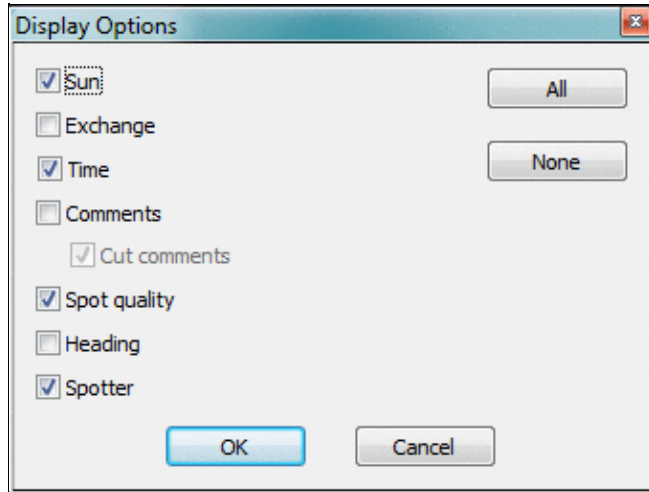 Display Options
Sun
All
Exchange
Time
None
Comments
Cut comments
Spot quality
Heading
Spotter
OK
Cancel